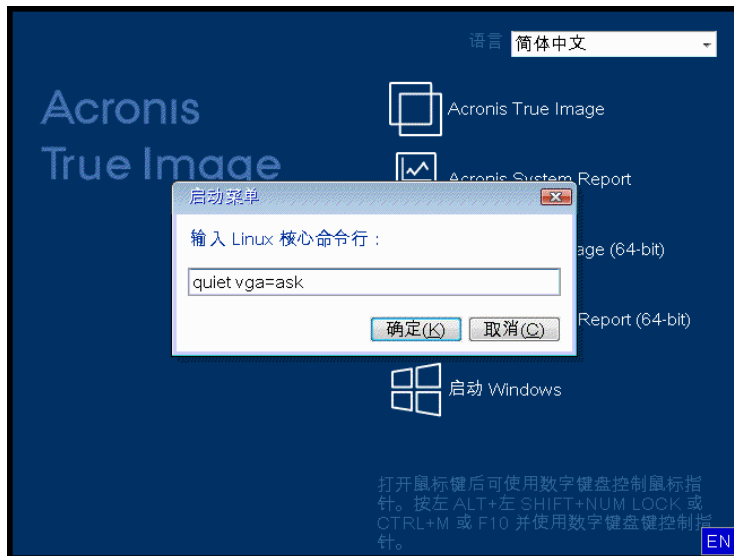 语言 简体中文
Acronis
True Image
Acronis True Image
Acronis System Report
启动菜单
输入 Linux 核心命令行：
age (64-bit)
quiet vga=ask
确定(K) 取消(C)
Report (64-bit)
启动 Windows
打开鼠标键后可使用数字键盘控制鼠标指
针。按左 ALT+左 SHIFT+NUM LOCK 或
CTRL+M 或 F10 并使用数字键盘键控制指
针。
EN